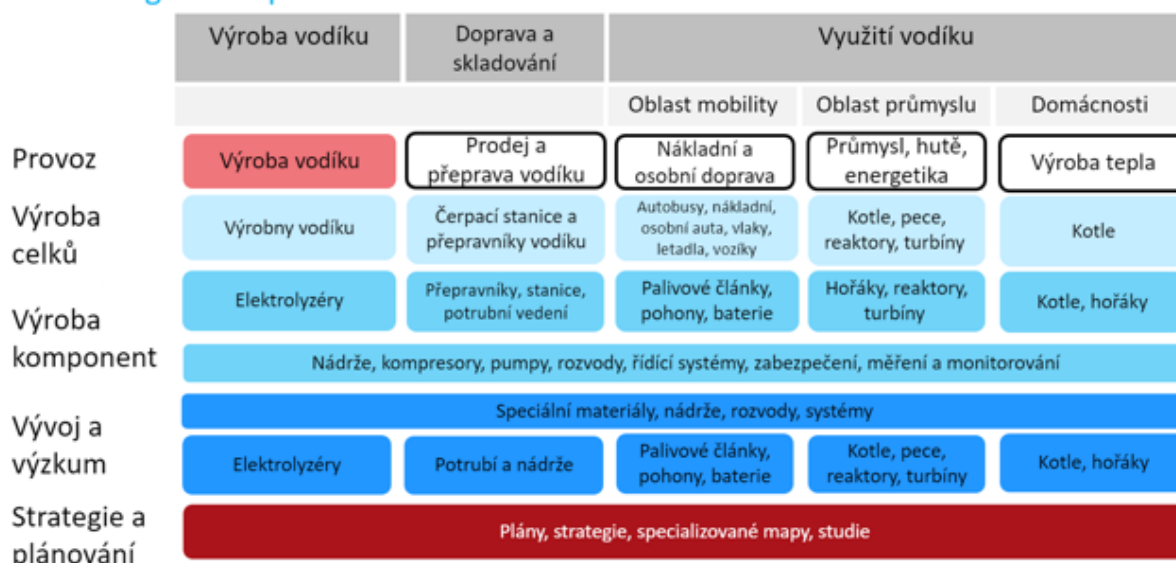 Výroba vodíku
Doprava a
skladování
Využití vodíku
Oblast mobility
Oblast průmyslu
Domácnosti
Provoz
Výroba vodíku
Prodej a
přeprava vodíku
Nákladní a
osobní doprava
Průmysl, hutě,
energetika
Výroba tepla
Výroba
celků
Výrobny vodíku
Čerpací stanice a
přepravníky vodíku
Autobusy, nákladní,
osobní auta, vlaky,
letadla, vozíky
Kotle, pece,
reaktory, turbíny
Kotle
Výroba
komponent
Elektrolyzéry
Přepravníky, stanice,
potrubní vedení
Palivové články,
pohony, baterie
Hořáky, reaktory,
turbíny
Kotle, hořáky
Nádrže, kompresory, pumpy, rozvody, řídící systémy, zabezpečení, měření a monitorování
Vývoj a
výzkum
Speciální materiály, nádrže, rozvody, systémy
Elektrolyzéry
Potrubí a nádrže
Palivové články,
pohony, baterie
Kotle, pece,
reaktory, turbíny
Kotle, hořáky
Strategie a
plánování
Plány, strategie, specializované mapy, studie